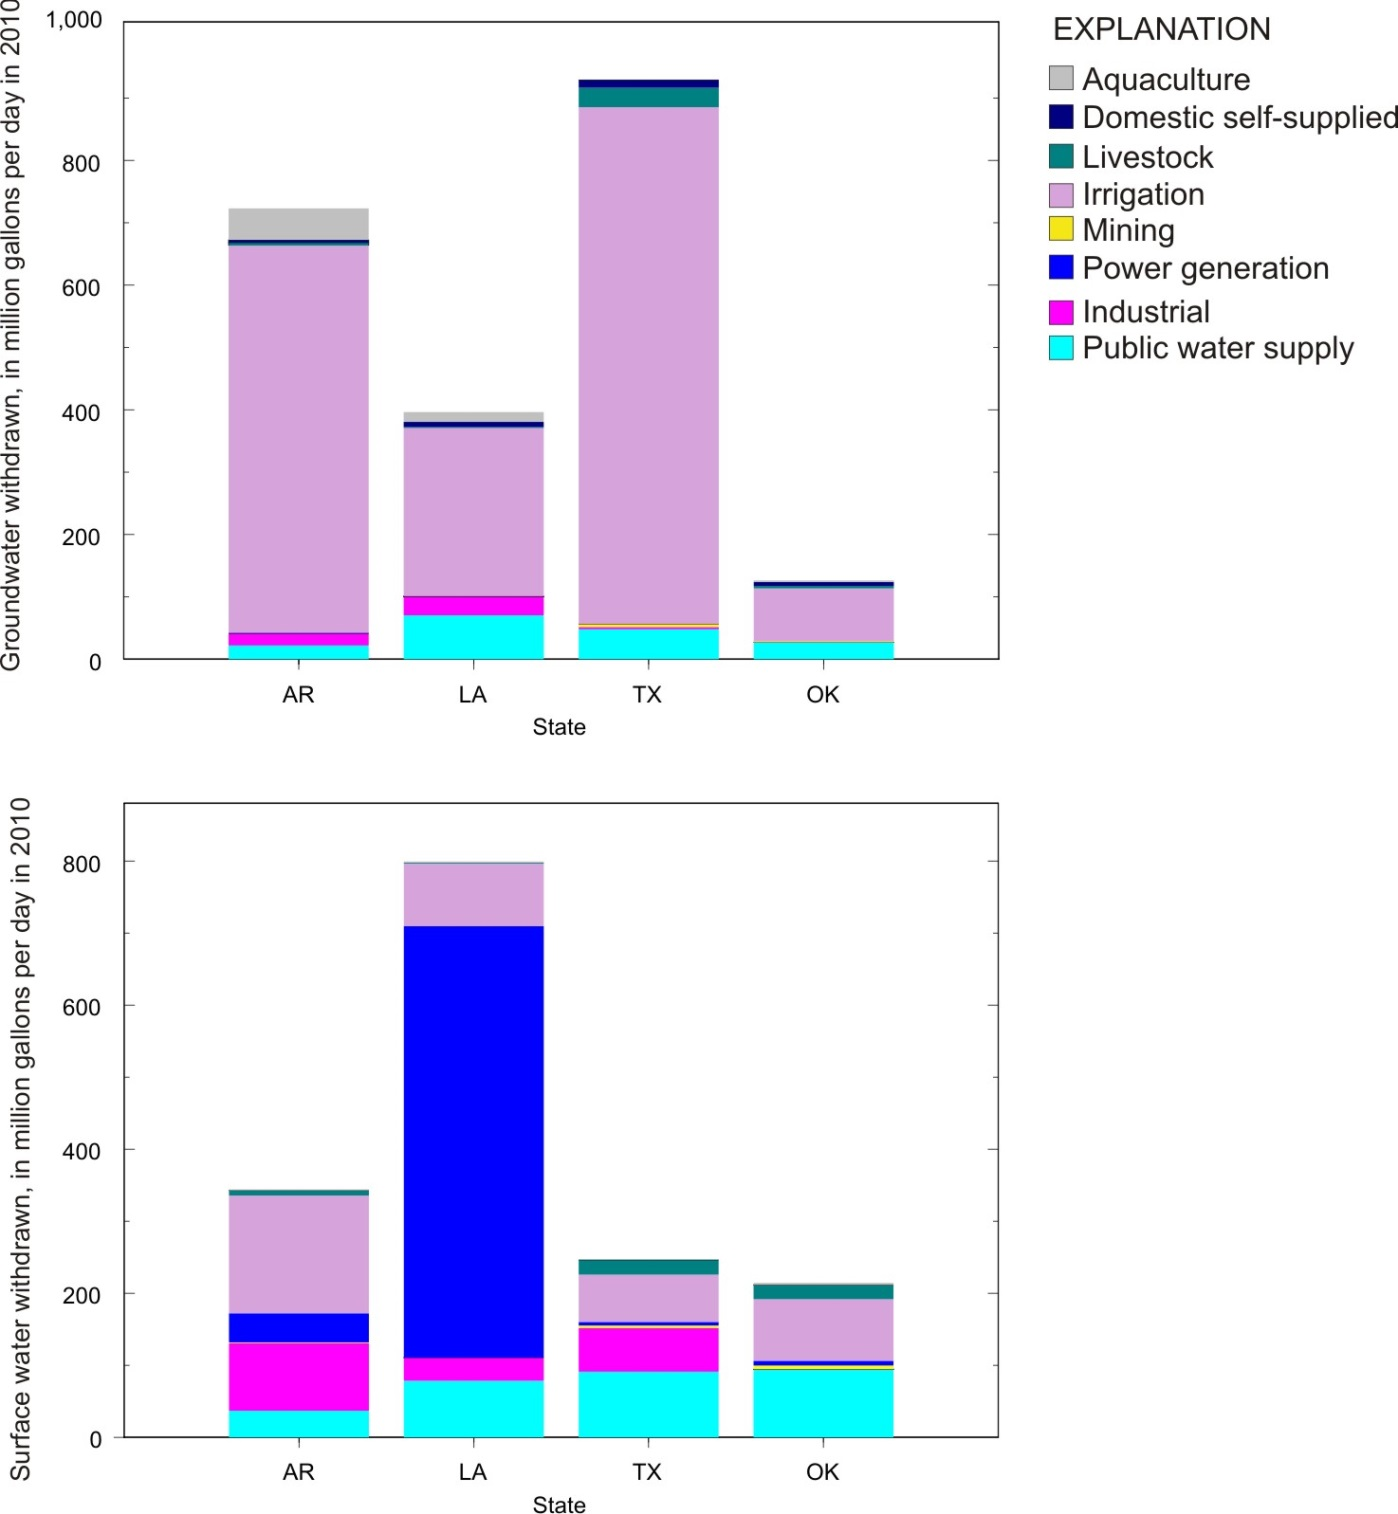 Groundwater withdrawn, in million gallons per day in 2010
1,000
800
600
400
200
0
AR LA TX OK
State
EXPLANATION
Aquaculture
Domestic self-supplied
Livestock
Irrigation
Mining
Power generation
Industrial
Public water supply
Surface water withdrawn, in million gallons per day in 2010
800
600
400
200
0
AR LA TX OK
State